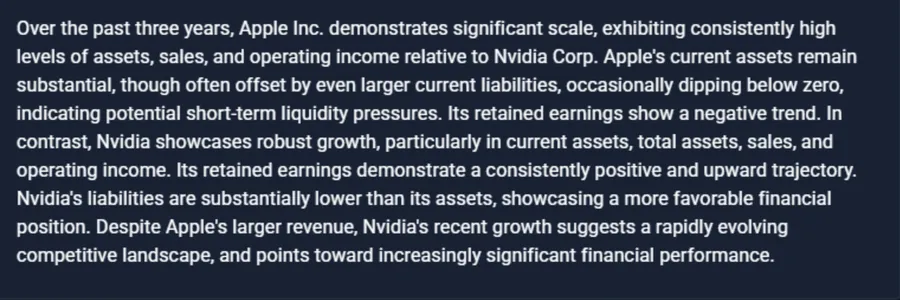 Over the past three years, Apple Inc. demonstrates significant scale, exhibiting consistently high
levels of assets, sales, and operating income relative to Nvidia Corp. Apple's current assets remain
substantial, though often offset by even larger current liabilities, occasionally dipping below zero,
indicating potential short-term liquidity pressures. Its retained earnings show a negative trend. In
contrast, Nvidia showcases robust growth, particularly in current assets, total assets, sales, and
operating income. Its retained earnings demonstrate a consistently positive and upward trajectory.
Nvidia's liabilities are substantially lower than its assets, showcasing a more favorable financial
position. Despite Apple's larger revenue, Nvidia's recent growth suggests a rapidly evolving
competitive landscape, and points toward increasingly significant financial performance.